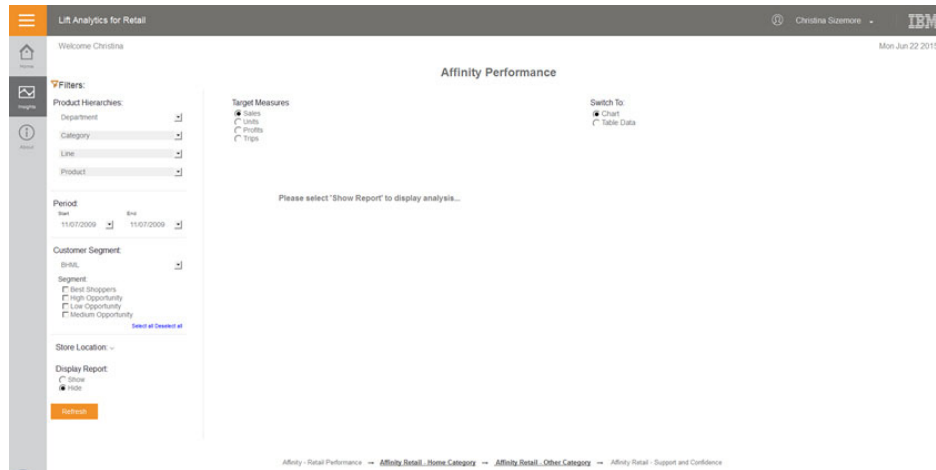 Lift Analytics for Retail
Christina Sizemore
IBM
Welcome Christina
Mon Jun 22 2015
Home
Insights
About
Affinity Performance
Filters:
Product Hierarchies:
Department
Category
Line
Product
Period:
Start End
11/07/2009 11/07/2009
Customer Segment:
BHML
Segment:
Best Shoppers
High Opportunity
Low Opportunity
Medium Opportunity
Select all Deselect all
Store Location:
Display Report:
Show
Hide
Refresh
Target Measures
Sales
Units
Profits
Trips
Switch To:
Chart
Table Data
Please select 'Show Report' to display analysis...
Affinity - Retail Performance → Affinity Retail - Home Category → Affinity Retail - Other Category → Affinity Retail - Support and Confidence